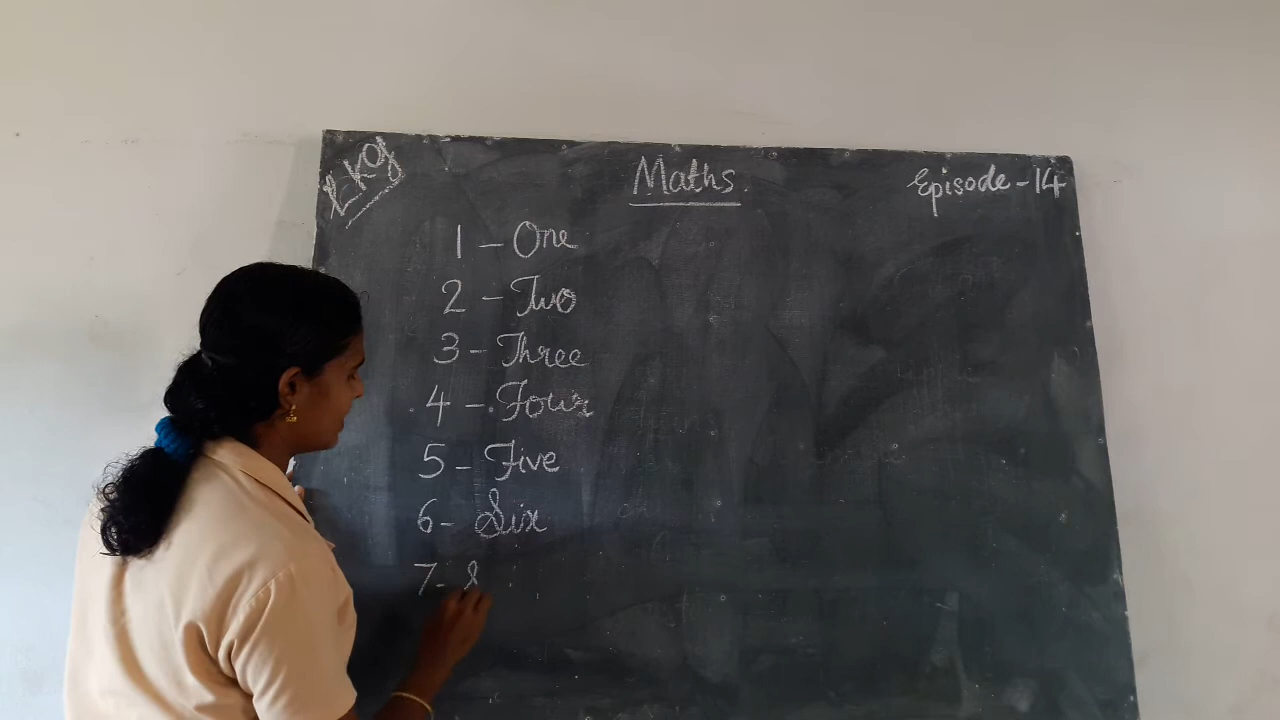 LKG
Maths.
Episode - 14
1 - One
2 - Two
3 - Three
4 - Four
5 - Five
6 - Six
7 - S